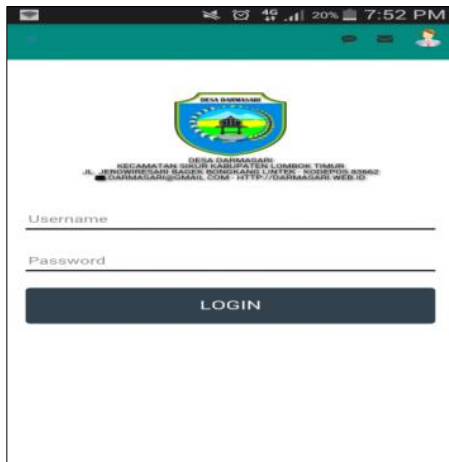 4G 20% 7:52 PM
DESA DARMASARI
DESA DARMASARI
KECAMATAN SIKUR KABUPATEN LOMBOK TIMUR
JL. JEROWIRESARI BAGEK BONGKANG LINTEK - KODEPOS 83662
DARMASARI@GMAIL.COM - HTTP://DARMASARI.WEB.ID
Username
Password
LOGIN